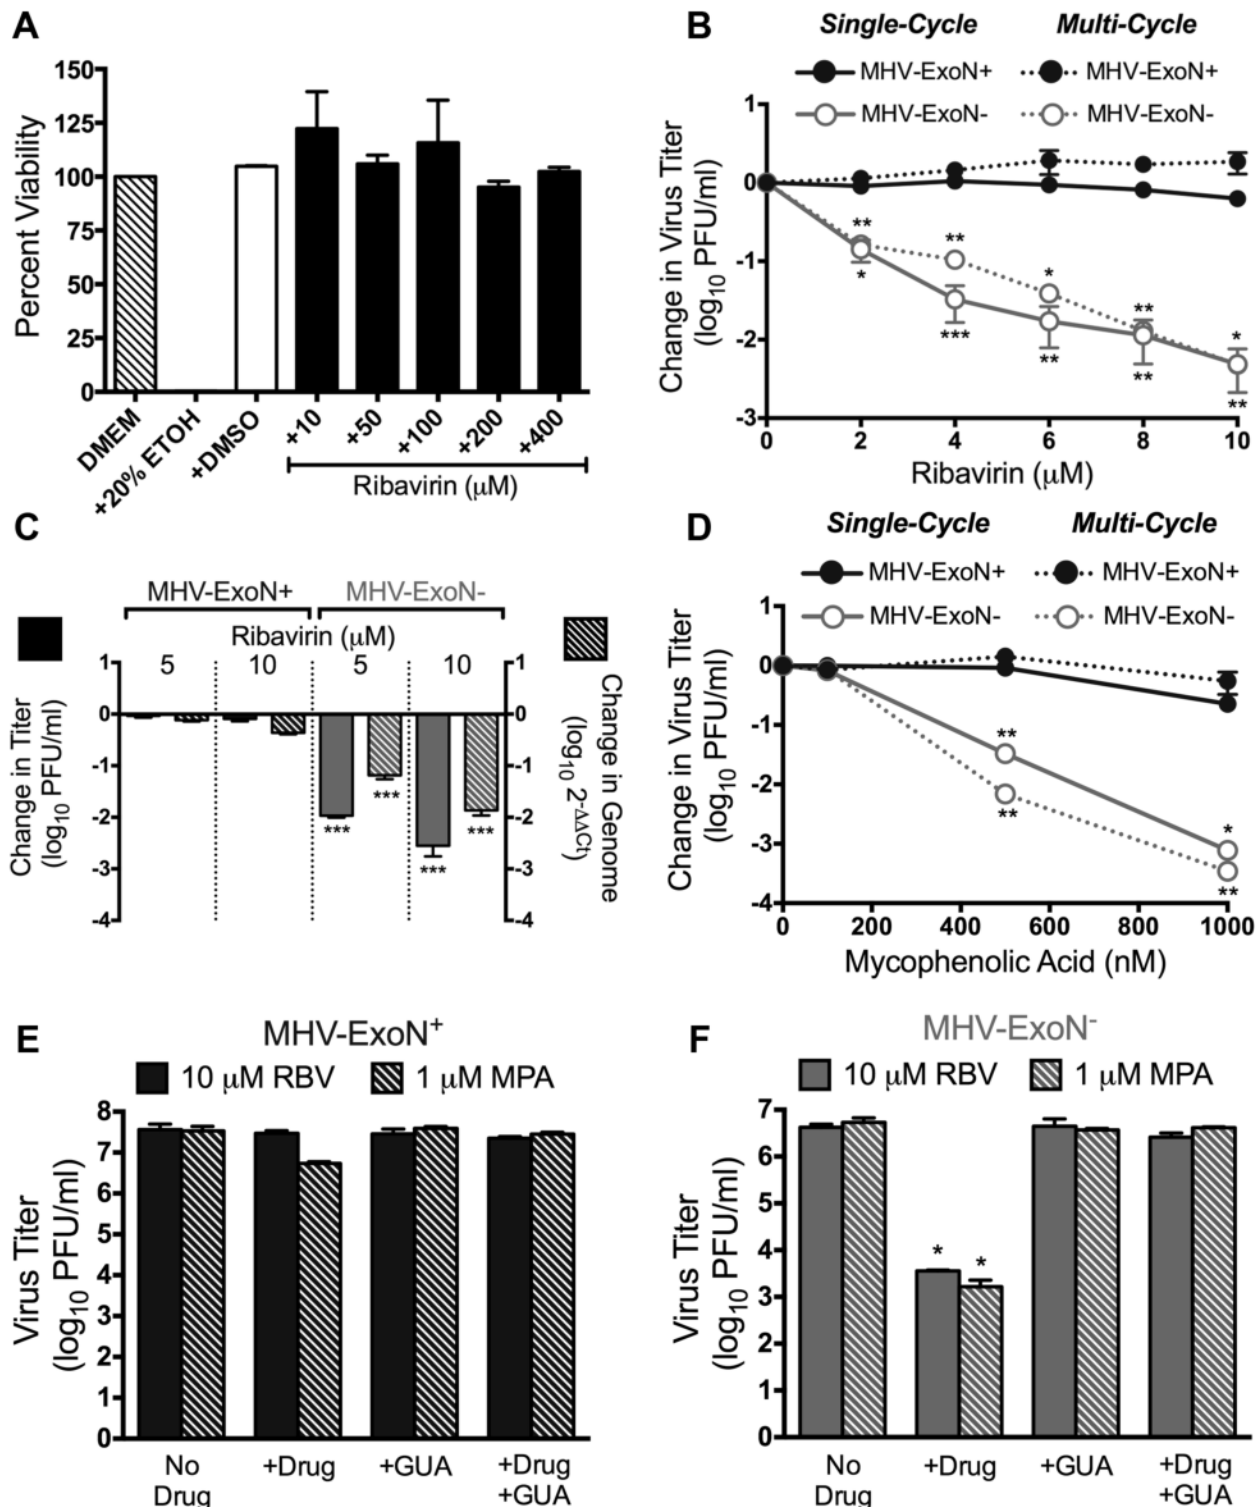 A
150
125
100
75
50
25
0
Percent Viability
DMEM
+20% ETOH
+DMSO
+10
+50
+100
+200
+400
Ribavirin (μM)
B
Single-Cycle
Multi-Cycle
MHV-ExoN+
MHV-ExoN+
MHV-ExoN-
MHV-ExoN-
Change in Virus Titer
(log10 PFU/ml)
1
0
-1
-2
-3
**
*
**
***
*
**
**
**
*
**
0
2
4
6
8
10
Ribavirin (μM)
C
MHV-ExoN+
MHV-ExoN-
Ribavirin (μM)
5
10
5
10
Change in Titer
(log10 PFU/ml)
1
0
-1
-2
-3
-4
***
***
***
***
1
0
-1
-2
-3
-4
Change in Genome
(log10 2-ΔΔCt)
D
Single-Cycle
Multi-Cycle
MHV-ExoN+
MHV-ExoN+
MHV-ExoN-
MHV-ExoN-
Change in Virus Titer
(log10 PFU/ml)
1
0
-1
-2
-3
-4
**
**
*
**
0
200
400
600
800
1000
Mycophenolic Acid (nM)
E
MHV-ExoN+
10 μM RBV
1 μM MPA
Virus Titer
(log10 PFU/ml)
8
7
6
5
4
3
2
1
0
No
Drug
+Drug
+GUA
+Drug
+GUA
F
MHV-ExoN-
10 μM RBV
1 μM MPA
Virus Titer
(log10 PFU/ml)
7
6
5
4
3
2
1
0
*
*
No
Drug
+Drug
+GUA
+Drug
+GUA